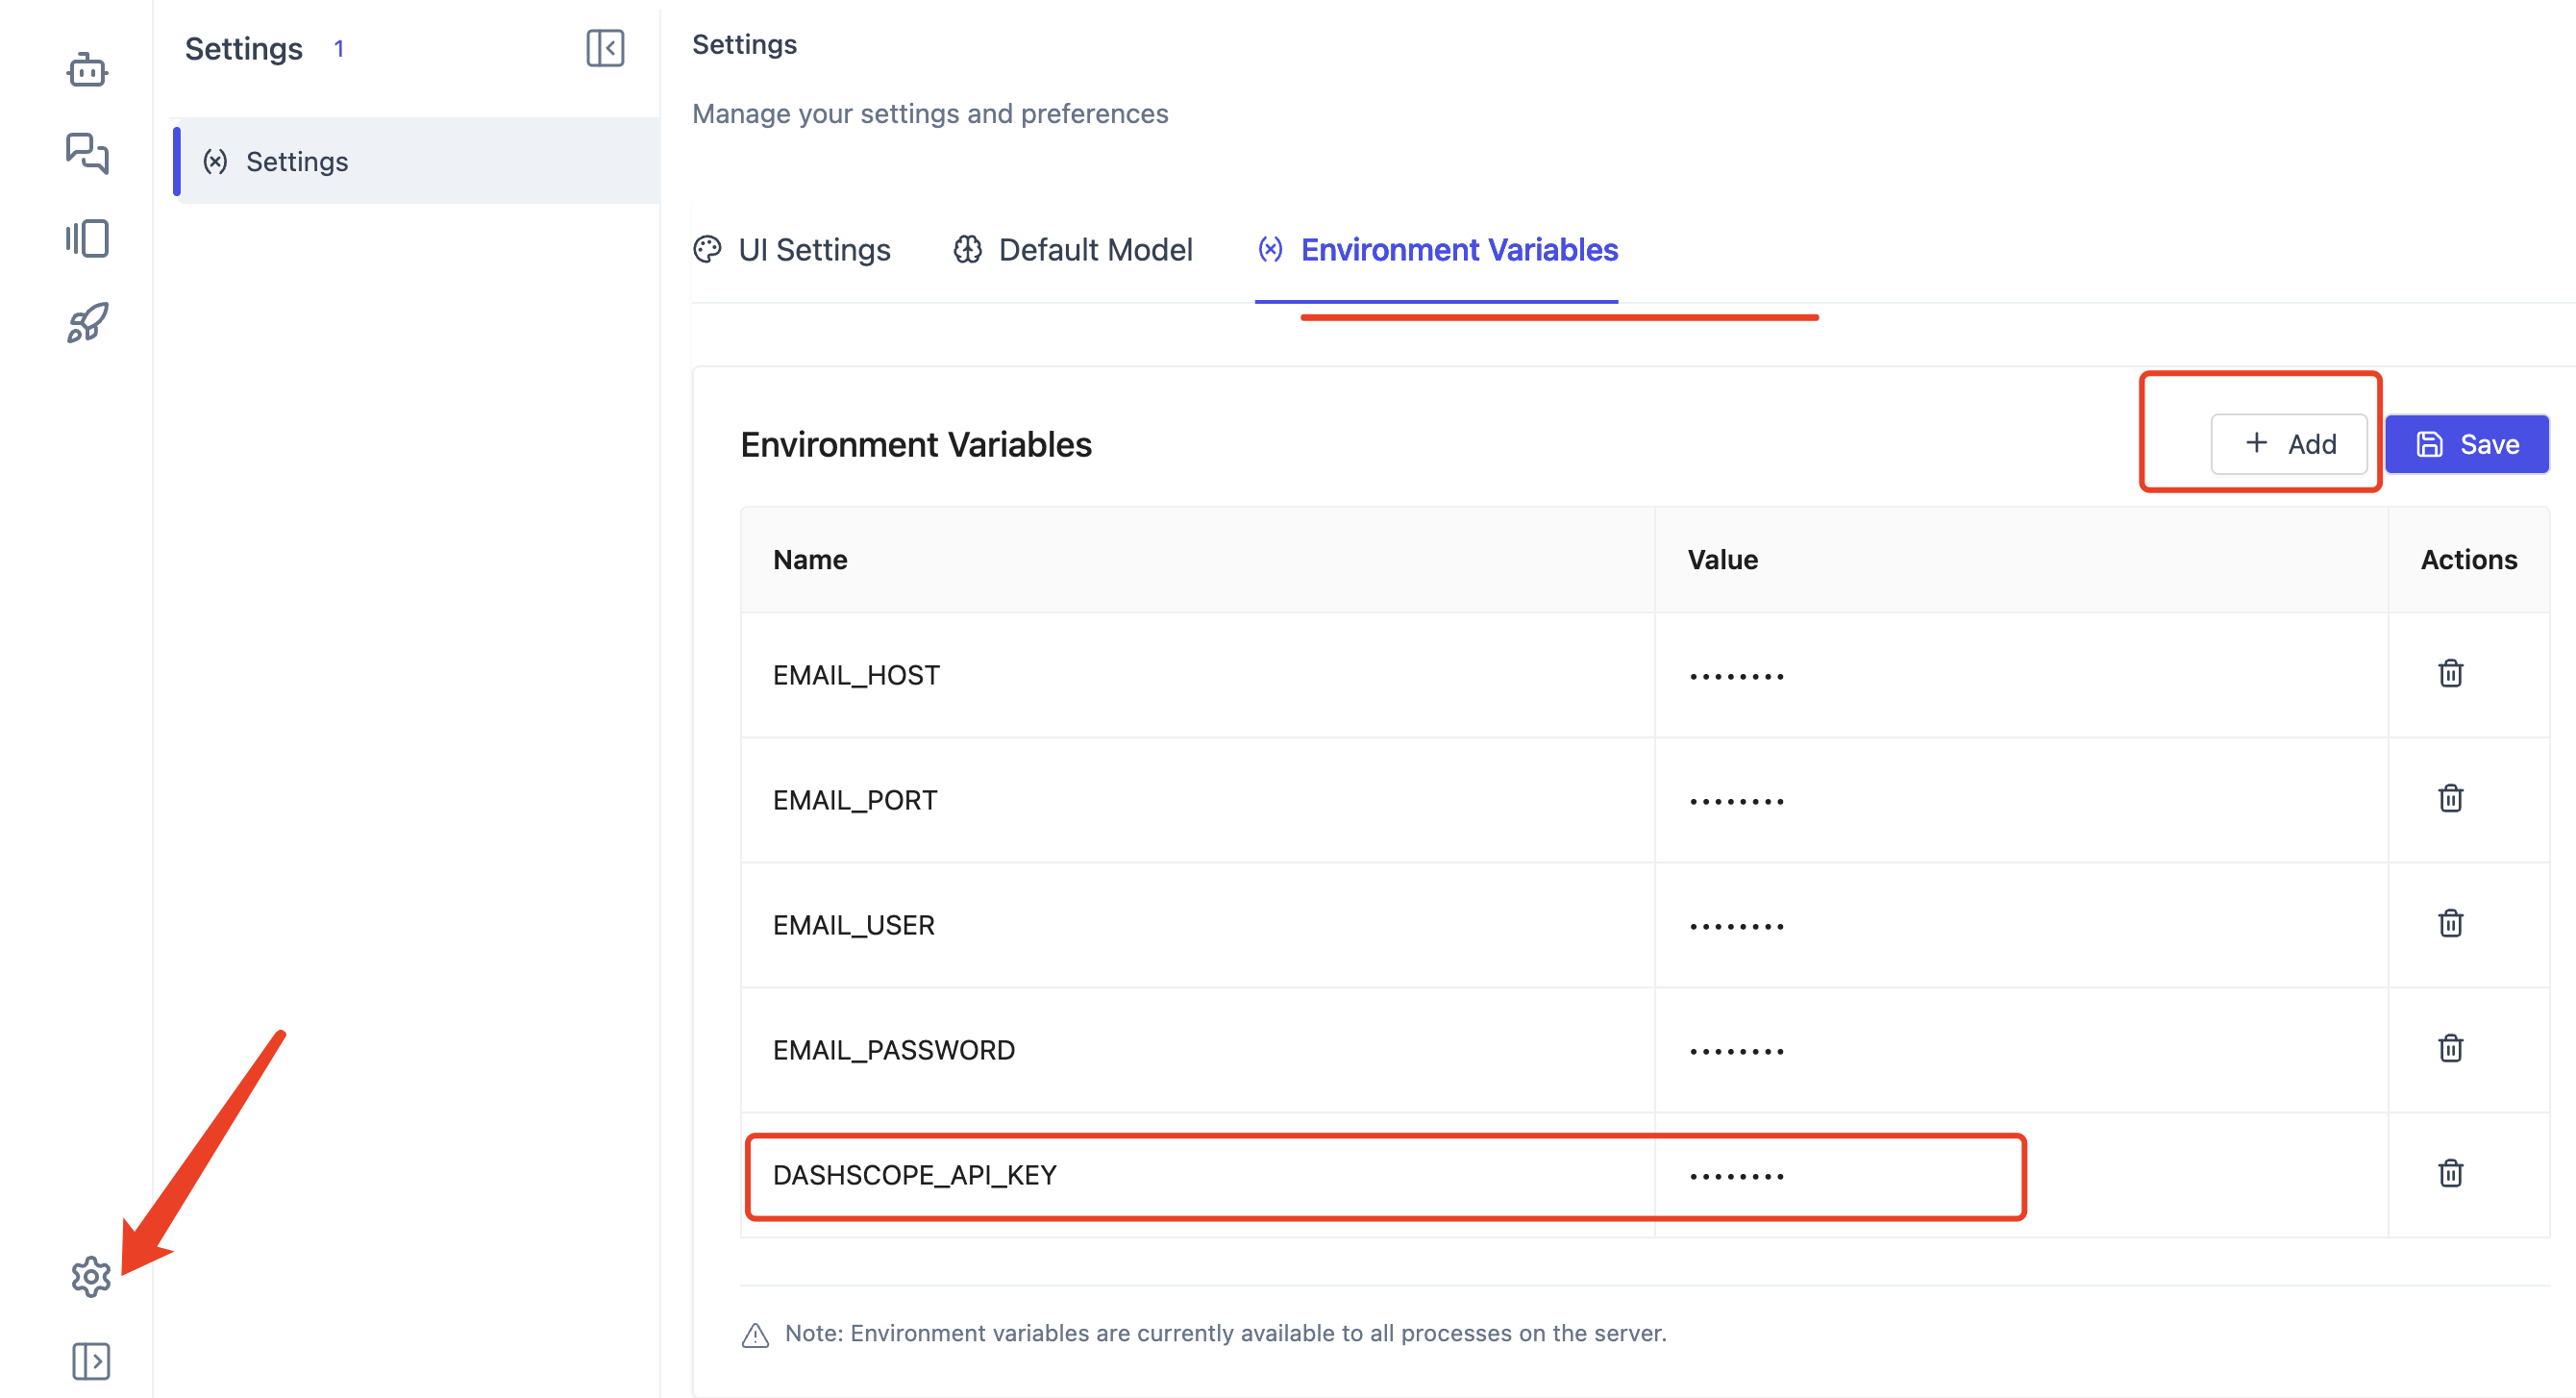 Settings 1
Settings
Settings
Manage your settings and preferences
UI Settings Default Model Environment Variables
Environment Variables
Add Save
Name Value Actions
EMAIL_HOST ••••••••
EMAIL_PORT ••••••••
EMAIL_USER ••••••••
EMAIL_PASSWORD ••••••••
DASHSCOPE_API_KEY ••••••••
Note: Environment variables are currently available to all processes on the server.